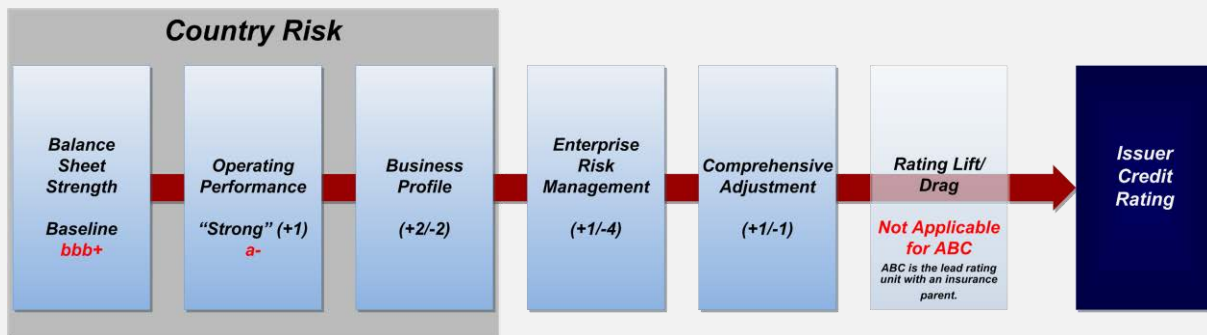 Country Risk
Balance
Sheet
Strength
Baseline
bbb+
Operating
Performance
“Strong” (+1)
a-
Business
Profile
(+2/-2)
Enterprise
Risk
Management
(+1/-4)
Comprehensive
Adjustment
(+1/-1)
Rating Lift/
Drag
Not Applicable
for ABC
ABC is the lead rating
unit with an insurance
parent.
Issuer
Credit
Rating